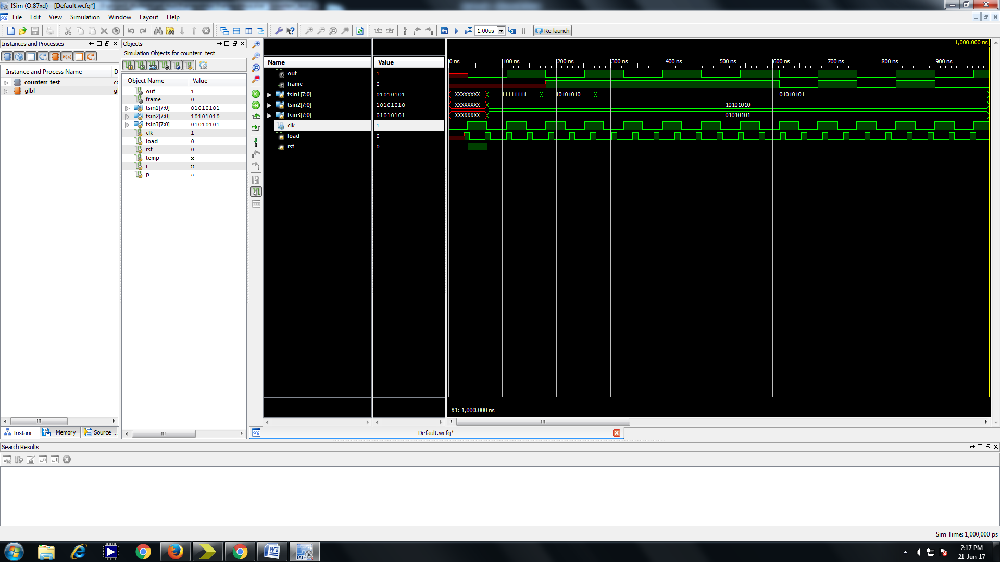 ISim (O.87xd) - [Default.wcfg*]
File Edit View Simulation Window Layout Help
1.00us Re-launch
Instances and Processes
Instance and Process Name D
counterr_test cc
glbl gl
Instanc... Memory Source ...
Objects
Simulation Objects for counterr_test
Object Name Value
out 1
frame 0
tsin1[7:0] 01010101
tsin2[7:0] 10101010
tsin3[7:0] 01010101
clk 1
load 0
rst 0
temp x
i x
p x
Name Value
out 1
frame 0
tsin1[7:0] 01010101
tsin2[7:0] 10101010
tsin3[7:0] 01010101
clk 1
load 0
rst 0
1,000.000 ns
0 ns 100 ns 200 ns 300 ns 400 ns 500 ns 600 ns 700 ns 800 ns 900 ns
XXXXXXXX 11111111 10101010 01010101
XXXXXXXX 10101010
XXXXXXXX 01010101
X1: 1,000.000 ns
Default.wcfg*
Search Results
Sim Time: 1,000,000 ps
ISim
2:17 PM
21-Jun-17